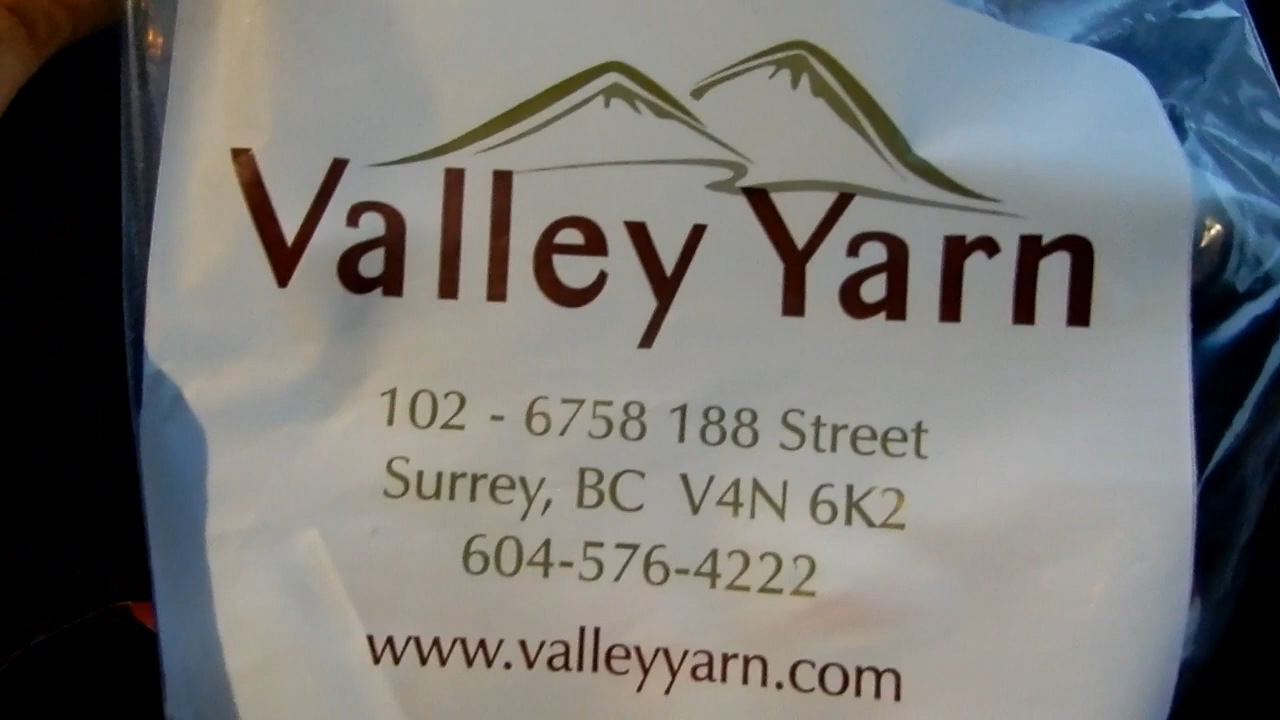 Valley Yarn
102 - 6758 188 Street
Surrey, BC V4N 6K2
604-576-4222
www.valleyyarn.com